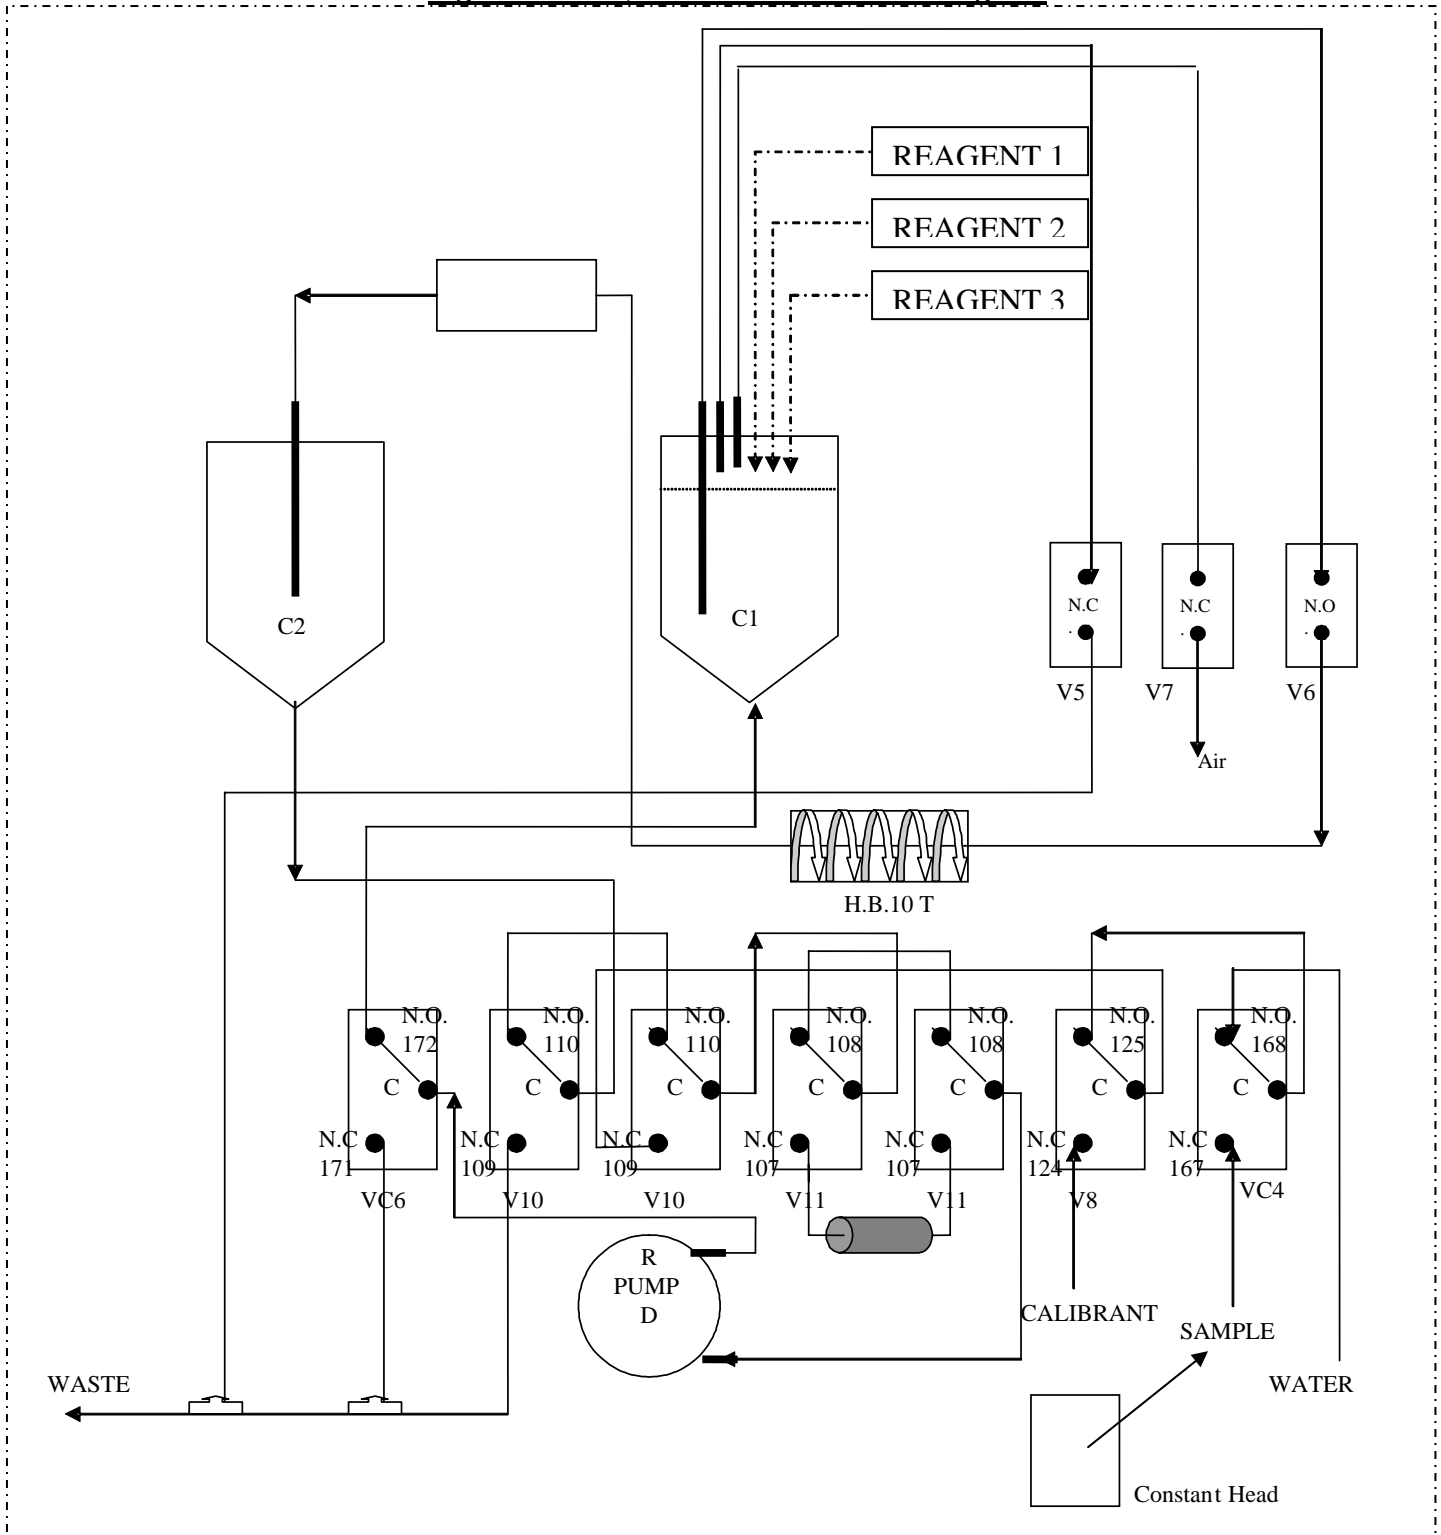 REAGENT 1
REAGENT 2
REAGENT 3
C2
C1
N.C
.
N.C
.
N.O
.
V5
V7
V6
Air
H.B.10 T
N.O.
172
C
N.C
171
VC6
N.O.
110
C
N.C
109
V10
N.O.
110
C
N.C
109
V10
N.O.
108
C
N.C
107
V11
N.O.
108
C
N.C
107
V11
N.O.
125
C
N.C
124
V8
N.O.
168
C
N.C
167
VC4
R
PUMP
D
CALIBRANT
SAMPLE
WATER
WASTE
Constant Head